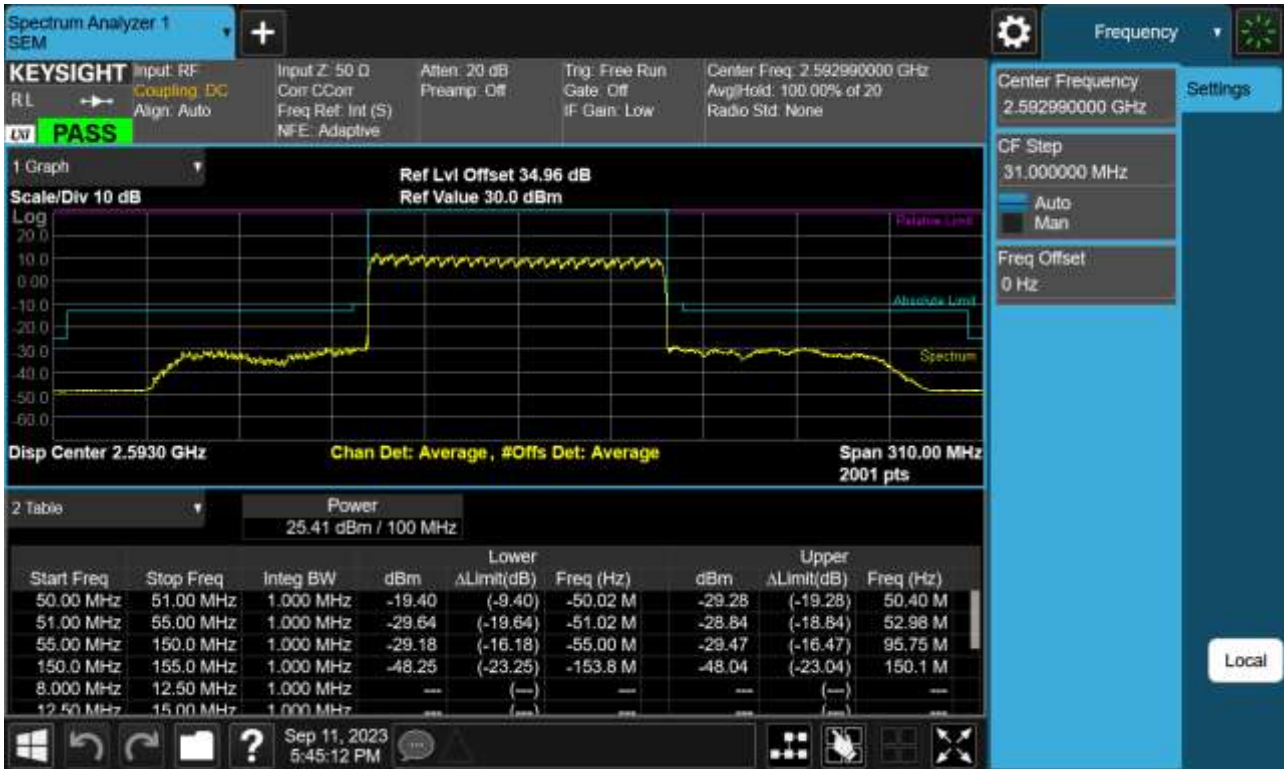 Spectrum Analyzer 1
SEM
+
Frequency
KEYSIGHT
RL
LXI
PASS
Input: RF
Coupling: DC
Align: Auto
Input Z: 50 Ω
Corr CCorr
Freq Ref: Int (S)
NFE: Adaptive
Atten: 20 dB
Preamp: Off
Trig: Free Run
Gate: Off
IF Gain: Low
Center Freq: 2.592990000 GHz
Avg|Hold: 100.00% of 20
Radio Std: None
Center Frequency
2.592990000 GHz
Settings
CF Step
31.000000 MHz
Auto
Man
Freq Offset
0 Hz
1 Graph
Scale/Div 10 dB
Ref Lvl Offset 34.96 dB
Ref Value 30.0 dBm
Log
20.0
10.0
0.00
-10.0
-20.0
-30.0
-40.0
-50.0
-60.0
Relative Limit
Absolute Limit
Spectrum
Disp Center 2.5930 GHz
Chan Det: Average, #Offs Det: Average
Span 310.00 MHz
2001 pts
2 Table
Power
25.41 dBm / 100 MHz
Lower Upper
Start Freq Stop Freq Integ BW dBm ΔLimit(dB) Freq (Hz) dBm ΔLimit(dB) Freq (Hz)
50.00 MHz 51.00 MHz 1.000 MHz -19.40 (-9.40) -50.02 M -29.28 (-19.28) 50.40 M
51.00 MHz 55.00 MHz 1.000 MHz -29.64 (-19.64) -51.02 M -28.84 (-18.84) 52.98 M
55.00 MHz 150.0 MHz 1.000 MHz -29.18 (-16.18) -55.00 M -29.47 (-16.47) 95.75 M
150.0 MHz 155.0 MHz 1.000 MHz -48.25 (-23.25) -153.8 M -48.04 (-23.04) 150.1 M
8.000 MHz 12.50 MHz 1.000 MHz --- (---) --- --- (---) ---
12.50 MHz 15.00 MHz 1.000 MHz --- (---) --- --- (---) ---
Local
?
Sep 11, 2023
5:45:12 PM